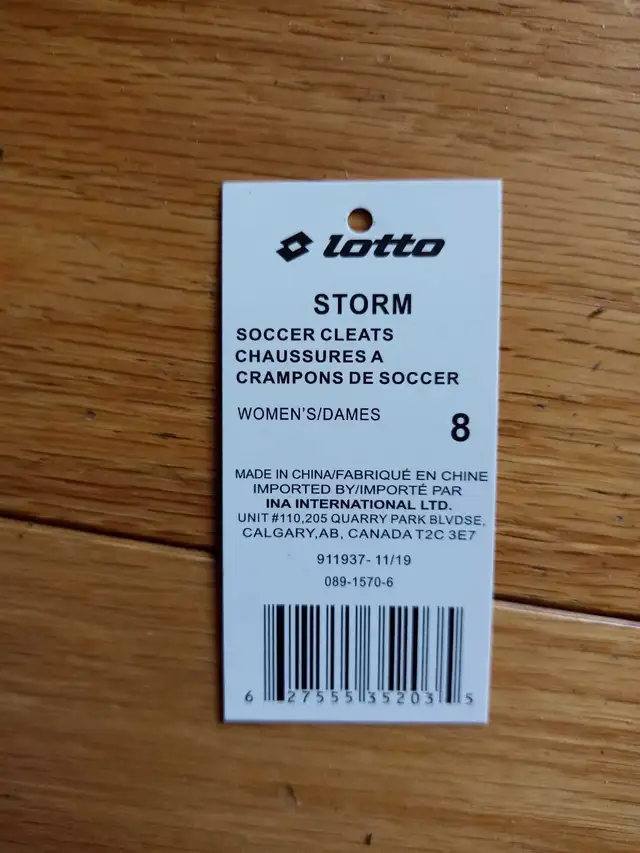 lotto
STORM
SOCCER CLEATS
CHAUSSURES A
CRAMPONS DE SOCCER
WOMEN'S/DAMES
8
MADE IN CHINA/FABRIQUÉ EN CHINE
IMPORTED BY/IMPORTÉ PAR
INA INTERNATIONAL LTD.
UNIT #110,205 QUARRY PARK BLVDSE,
CALGARY,AB, CANADA T2C 3E7
911937- 11/19
089-1570-6
6 27555 35203 5